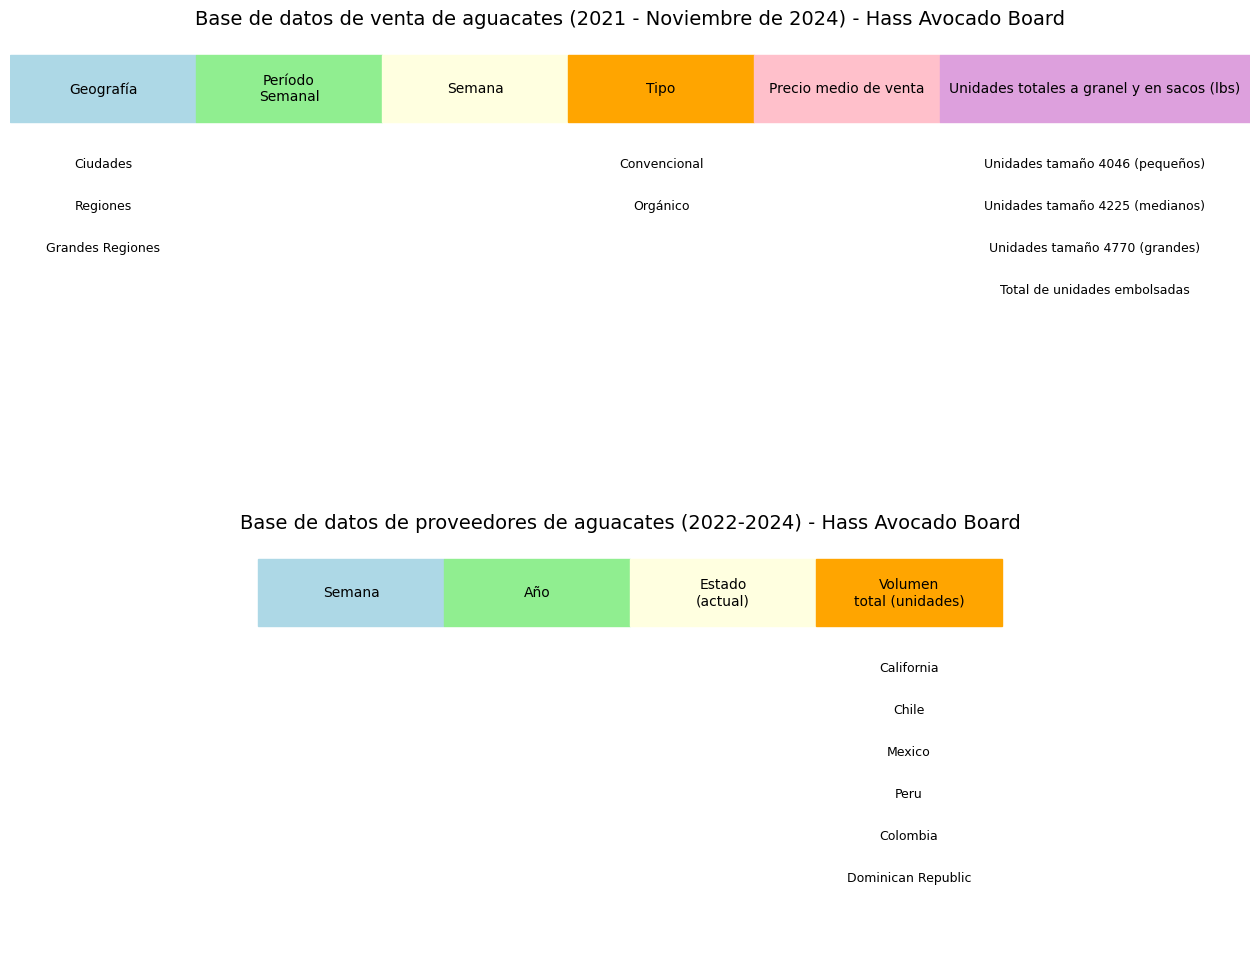 Base de datos de venta de aguacates (2021 - Noviembre de 2024) - Hass Avocado Board
Geografía
Período
Semanal
Semana
Tipo
Precio medio de venta
Unidades totales a granel y en sacos (lbs)
Ciudades
Convencional
Unidades tamaño 4046 (pequeños)
Regiones
Orgánico
Unidades tamaño 4225 (medianos)
Grandes Regiones
Unidades tamaño 4770 (grandes)
Total de unidades embolsadas
Base de datos de proveedores de aguacates (2022-2024) - Hass Avocado Board
Semana
Año
Estado
(actual)
Volumen
total (unidades)
California
Chile
Mexico
Peru
Colombia
Dominican Republic